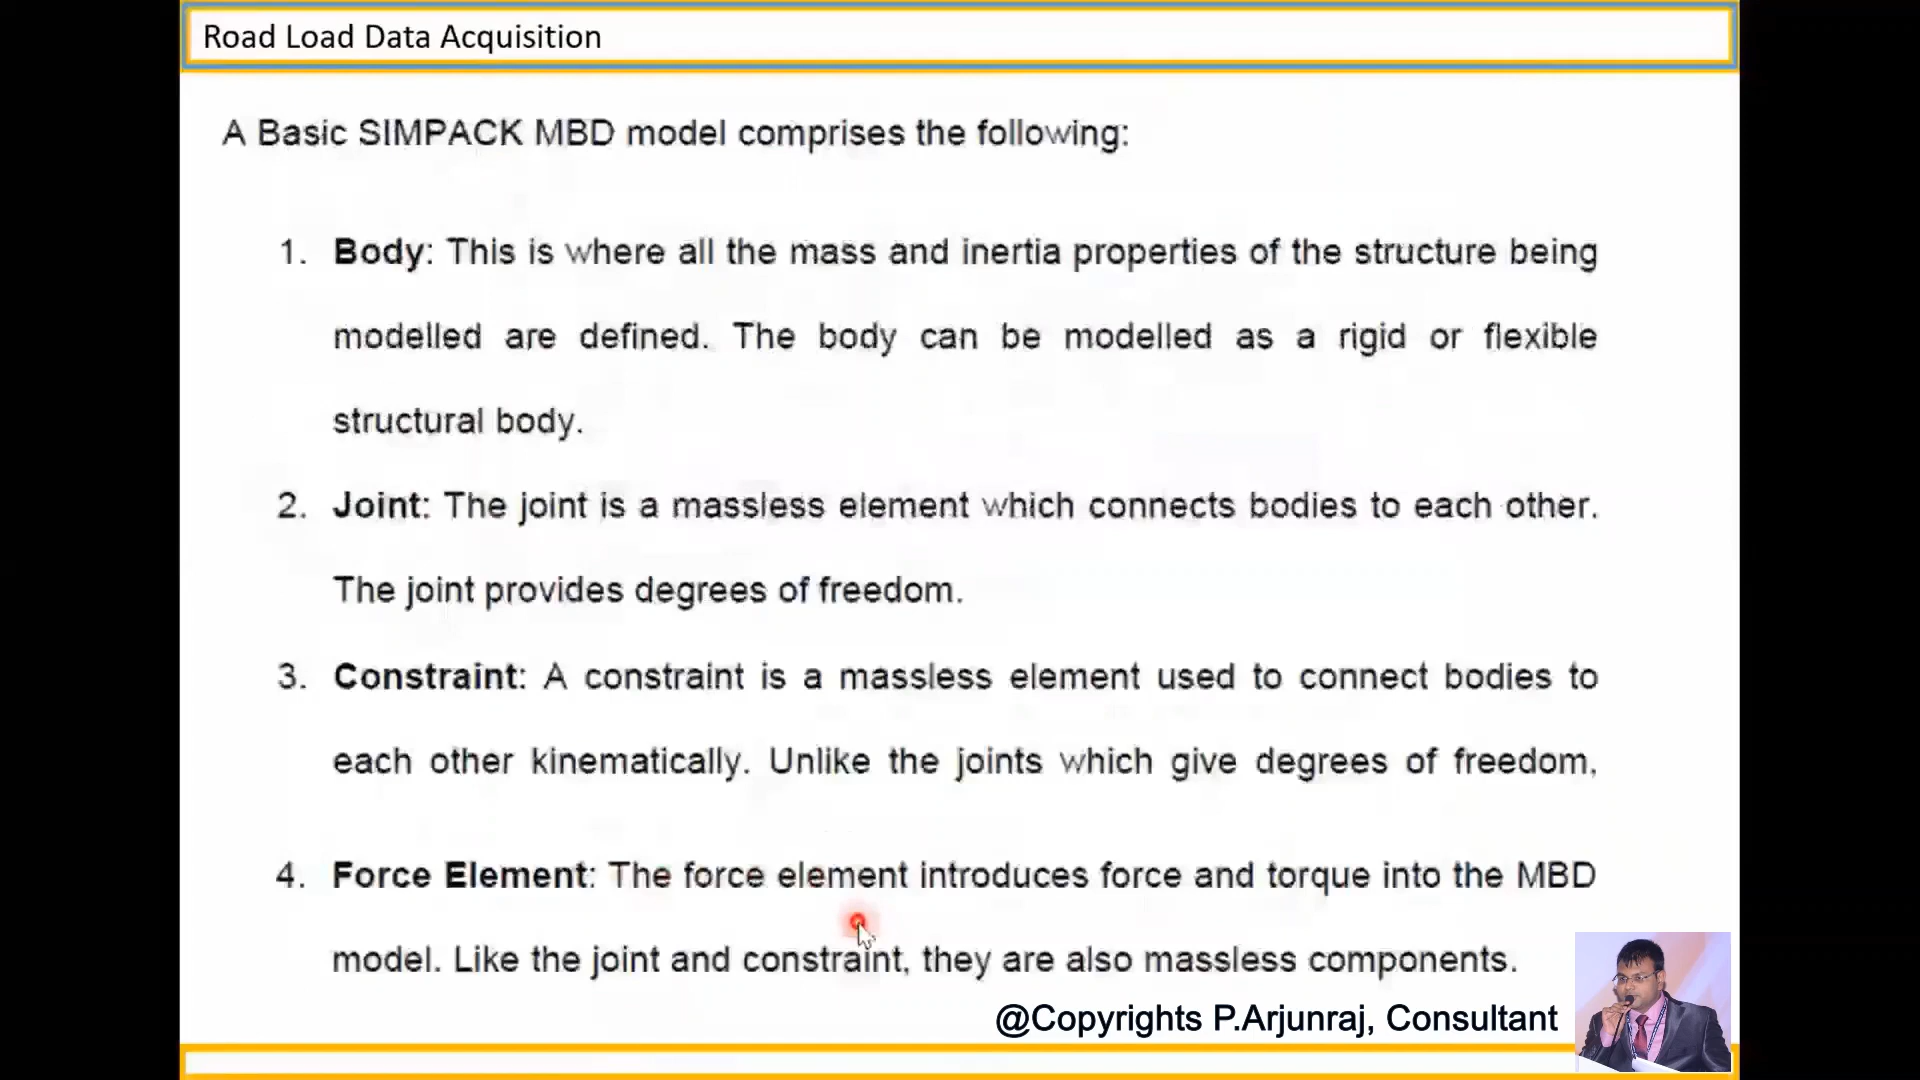 Road Load Data Acquisition
A Basic SIMPACK MBD model comprises the following:
1. Body: This is where all the mass and inertia properties of the structure being
modelled are defined. The body can be modelled as a rigid or flexible
structural body.
2. Joint: The joint is a massless element which connects bodies to each other.
The joint provides degrees of freedom.
3. Constraint: A constraint is a massless element used to connect bodies to
each other kinematically. Unlike the joints which give degrees of freedom,
4. Force Element: The force element introduces force and torque into the MBD
model. Like the joint and constraint, they are also massless components.
@Copyrights P.Arjunraj, Consultant